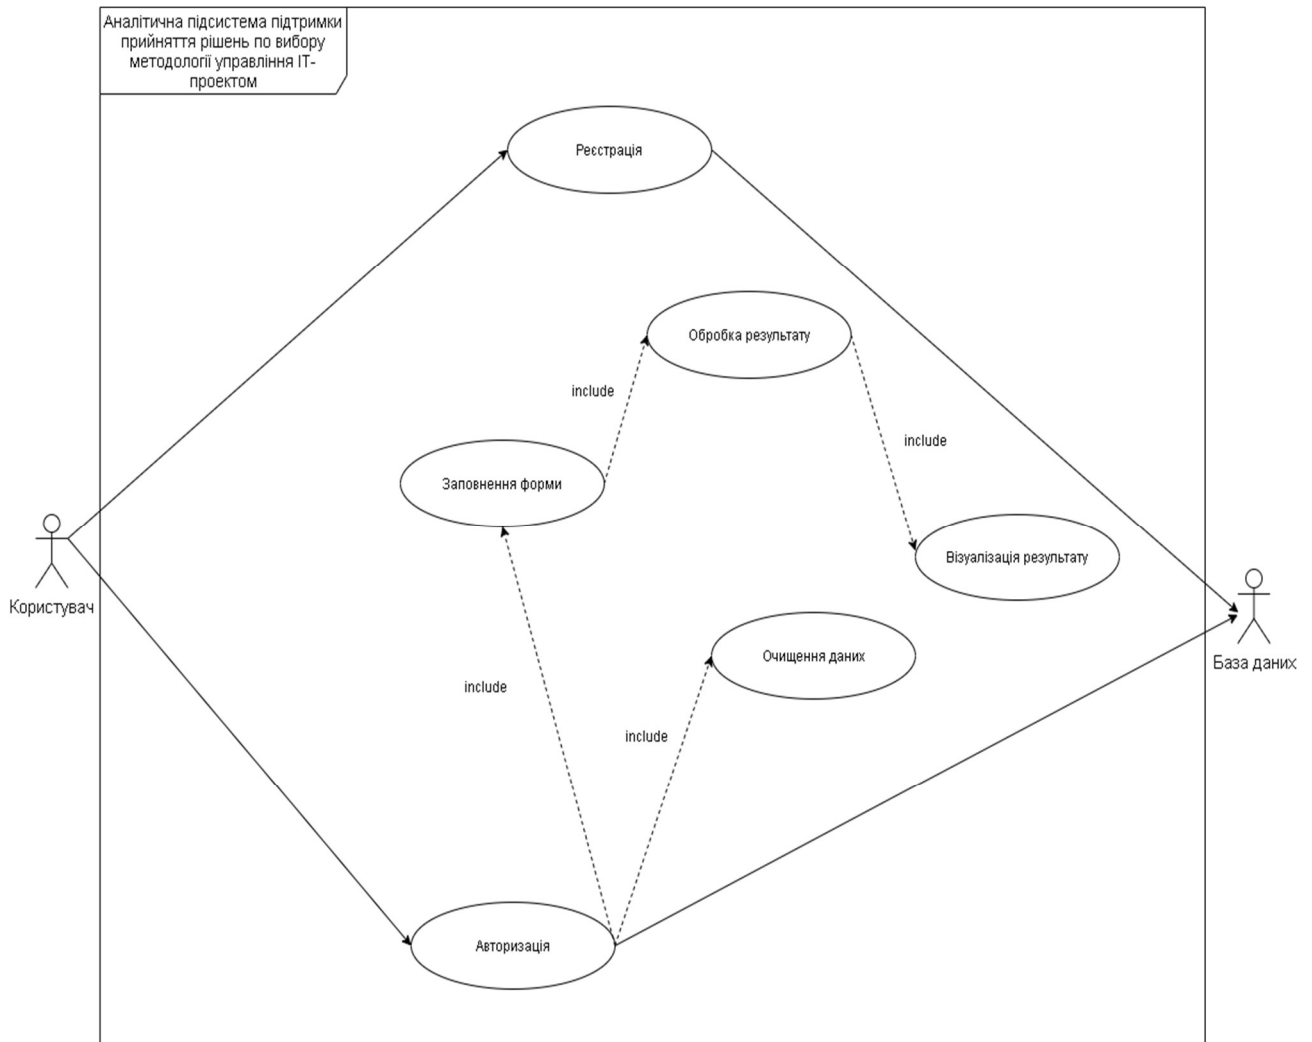 Аналітична підсистема підтримки
прийняття рішень по вибору
методології управління ІТ-
проектом
Реєстрація
Обробка результату
include
include
Заповнення форми
Візуалізація результату
Користувач
База даних
Очищення даних
include
include
Авторизація